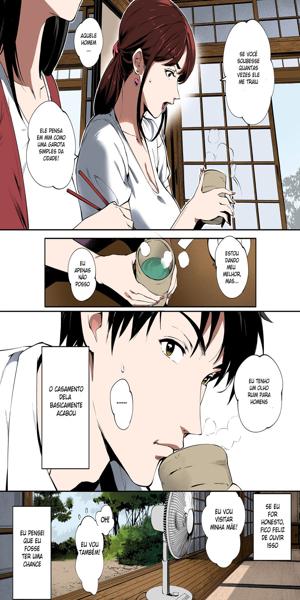 SE VOCÊ
SOUBESSE
QUANTAS
VEZES ELE
ME TRAIU
AQUELE
HOMEM
...
ELE PENSA
EM MIM COMO
UMA GAROTA
SIMPLES DA
CIDADE!
ESTOU
DANDO MEU
MELHOR,
MAS...
EU
APENAS
NÃO
POSSO
EU TENHO
UM OLHO
RUIM PARA
HOMENS
......
O CASAMENTO
DELA
BASICAMENTE
ACABOU
SE EU FOR
HONESTO,
FICO FELIZ
DE OUVIR
ISSO
EU VOU
VISITAR
MINHA MÃE!
OH!
EU VOU
TAMBÉM!
EU PENSEI
QUE FOSSE
TER UMA
CHANCE